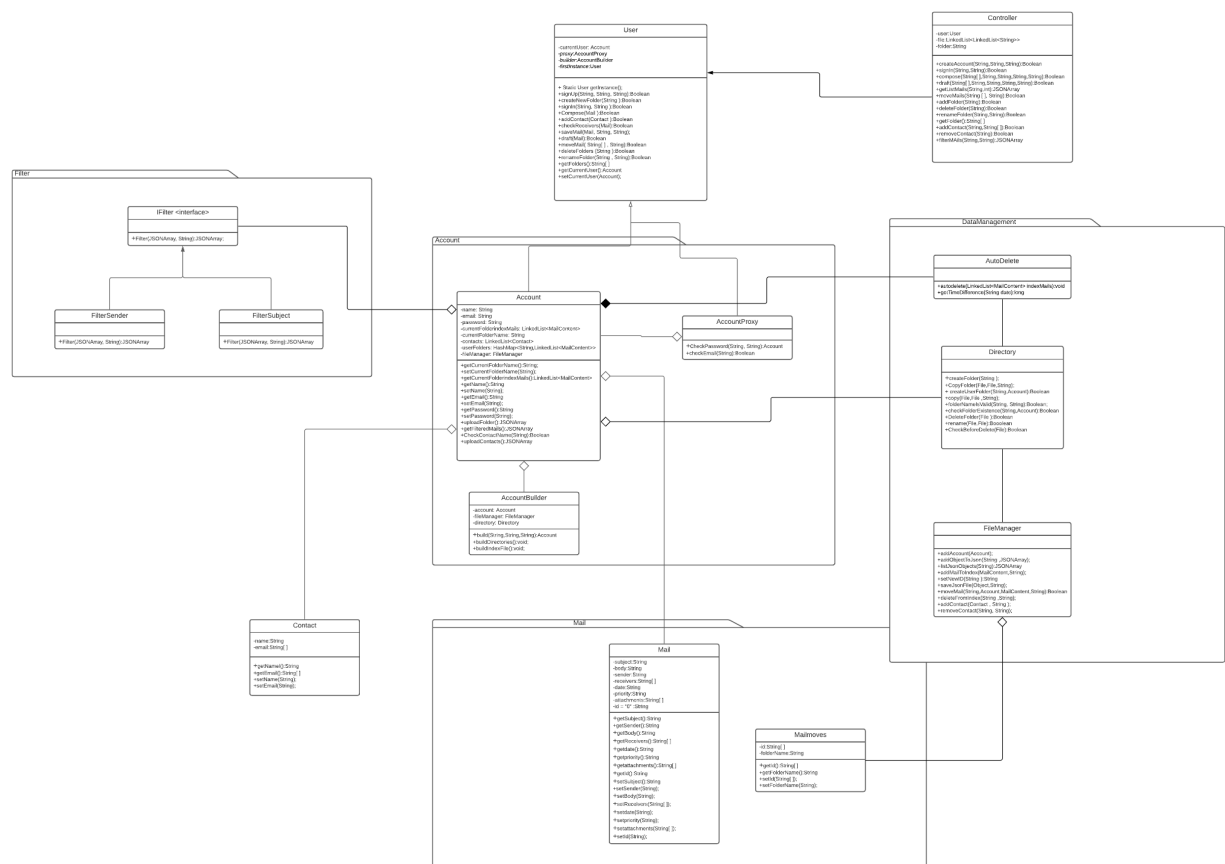 User
-currentUser: Account
-proxy:AccountProxy
-builder:AccountBuilder
-firstInstance:User
+ Static User getInstance();
+signUp(String, String, String):Boolean
+createNewFolder(String ):Boolean
+signIn(String, String ):Boolean
+Compose(Mail ):Boolean
+addContact(Contact ):Boolean
+checkReceivers(Mail):Boolean
+saveMail(Mail, String, String);
+draft(Mail):Boolean
+moveMail( String[ ] , String):Boolean
+deleteFolders (String ):Boolean
+renameFolder(String , String):Boolean
+getFolders():String[ ]
+getCurrentUser():Account
+setCurrentUser(Account);
Controller
-user:User
-file:LinkedList<LinkedList<String>>
-folder:String
+createAccount(String,String,String):Boolean
+signIn(String,String):Boolean
+compose(String[ ],String,String,String,String,String):Boolean
+draft(String[ ],String,String,String,String):Boolean
+getListMails(String,int):JSONArray
+moveMails(String [ ], String):Boolean
+addFolder(String):Boolean
+deleteFolder(String):Boolean
+renameFolder(String,String):Boolean
+getFolder():String[ ]
+addContact(String,String[ ]):Boolean
+removeContact(String):Boolean
+filterMAils(String,String):JSONArray
Filter
IFilter <interface>
+Filter(JSONArray, String):JSONArray;
FilterSender
+Filter(JSONArray, String):JSONArray
FilterSubject
+Filter(JSONArray, String):JSONArray
Account
Account
-name: String
-email: String
-password: String
-currentFolderindexMails: LinkedList<MailContent>
-currentFolderName: String
-contacts: LinkedList<Contact>
-userFolders: HashMap<String,LinkedList<MailContent>>
-fileManager: FileManager
+getCurrentFolderName():String;
+setCurrentFolderName(String);
+getCurrentFolderIndexMails():LinkedList<MailContent>
+getName():String
+setName(String);
+getEmail():String
+setEmail(String);
+getPassword():String
+setPassword(String);
+uploadFolder():JSONArray
+getFilteredMails():JSONArray
+CheckContactName(String):Boolean
+uploadContacts():JSONArray
AccountProxy
+CheckPassword(String, String):Account
+checkEmail(String):Boolean
AccountBuilder
-account: Account
-fileManager: FileManager
-directory: Directory
+build(String,String,String):Account
+buildDirectories():void;
+buildIndexFile():void;
DataManagement
AutoDelete
+autodelete(LinkedList<MailContent> indexMails):void
+getTimeDifference(String date):long
Directory
+createFolder(String );
+CopyFolder(File,File,String);
+ createUserFolder(String,Account):Boolean
+copy(File,File ,String);
+folderNameIsValid(String, String):Boolean;
+checkFolderExistence(String,Account):Boolean
+DeleteFolder(File ):Boolean
+rename(File,File):Booolean
+CheckBeforeDelete(File):Boolean
FileManager
+addAccount(Account);
+addObjectToJson(String ,JSONArray);
+listJsonObjects(String):JSONArray
+addMailToIndex(MailContent,String);
+setNewID(String ):String
+saveJsonFile(Object,String);
+moveMail(String,Account,MailContent,String):Boolean
+deleteFromIndex(String ,String);
+addContact(Contact , String );
+removeContact(String, String);
Contact
-name:String
-email:String[ ]
+getName():String
+getEmail():String[ ]
+setName(String);
+setEmail(String);
Mail
Mail
-subject:String
-body:String
-sender:String
-receivers:String[ ]
-date:String
-priority:String
-attachments:String[ ]
-id = "0" :String
+getSubject():String
+getSender():String
+getBody():String
+getReceivers():String[ ]
+getdate():String
+getpriority():String
+getattachments():String[ ]
+getId():String
+setSubject():String
+setSender(String);
+setBody(String);
+setReceivers(String[ ]);
+setdate(String);
+setpriority(String);
+setattachments(String[ ]);
+setId(String);
Mailmoves
-id:String[ ]
-folderName:String
+getId():String[ ]
+getFolderName():String
+setId(String[ ]);
+setFolderName(String);